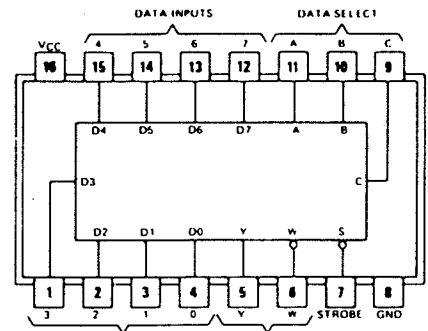 DATA INPUTS DATA SELECT
VCC 4 5 6 7 A B C
16 15 14 13 12 11 10 9
D4 D5 D6 D7 A B
D3 C
D2 D1 D0 Y W S
1 2 3 4 5 6 7 8
3 2 1 0 Y W STROBE GND